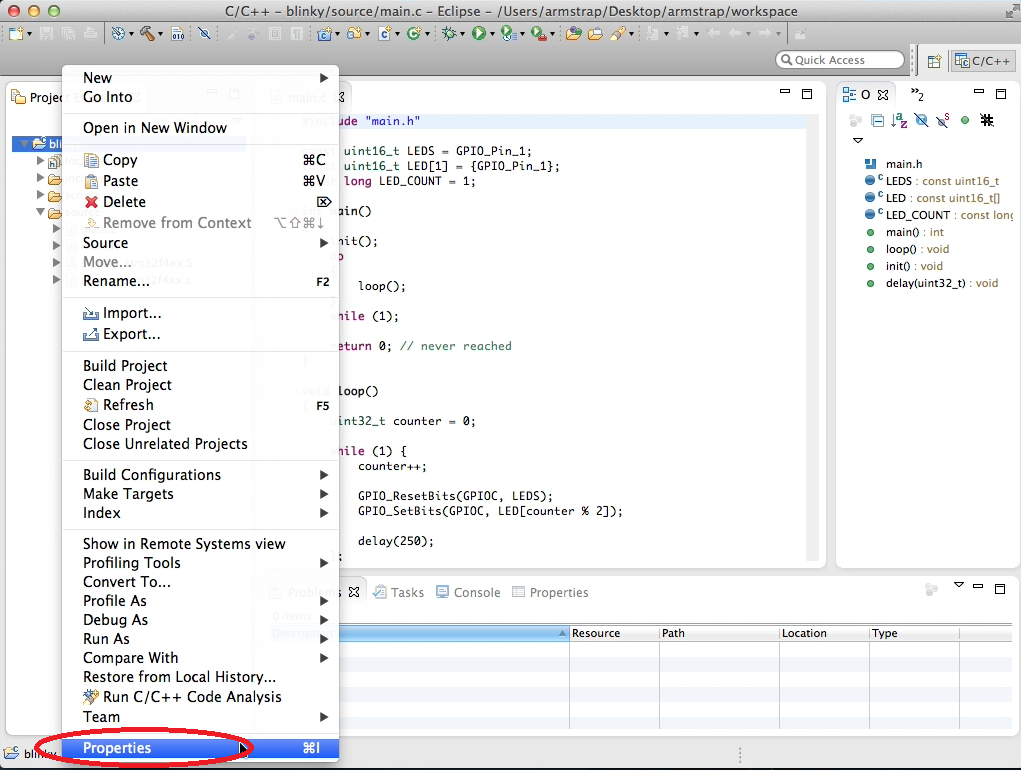 C/C++ – blinky/source/main.c – Eclipse – /Users/armstrap/Desktop/armstrap/workspace
Quick Access
C/C++
Projec
main.c
O
»2
New
Go Into
Open in New Window
Copy ⌘C
Paste ⌘V
Delete ⌦
Remove from Context ⌥⇧⌘↓
Source
Move...
Rename... F2
Import...
Export...
Build Project
Clean Project
Refresh F5
Close Project
Close Unrelated Projects
Build Configurations
Make Targets
Index
Show in Remote Systems view
Profiling Tools
Convert To...
Profile As
Debug As
Run As
Compare With
Restore from Local History...
Run C/C++ Code Analysis
Team
Properties ⌘I
bli
#include "main.h"
uint16_t LEDS = GPIO_Pin_1;
uint16_t LED[1] = {GPIO_Pin_1};
t long LED_COUNT = 1;
main()
nit();
o
loop();
hile (1);
eturn 0; // never reached
void loop()
int32_t counter = 0;
hile (1) {
counter++;
GPIO_ResetBits(GPIOC, LEDS);
GPIO_SetBits(GPIOC, LED[counter % 2]);
delay(250);
};
main.h
LEDS : const uint16_t
LED : const uint16_t[]
LED_COUNT : const long
main() : int
loop() : void
init() : void
delay(uint32_t) : void
Problems
Tasks
Console
Properties
0 items
Description
Resource
Path
Location
Type
blinky